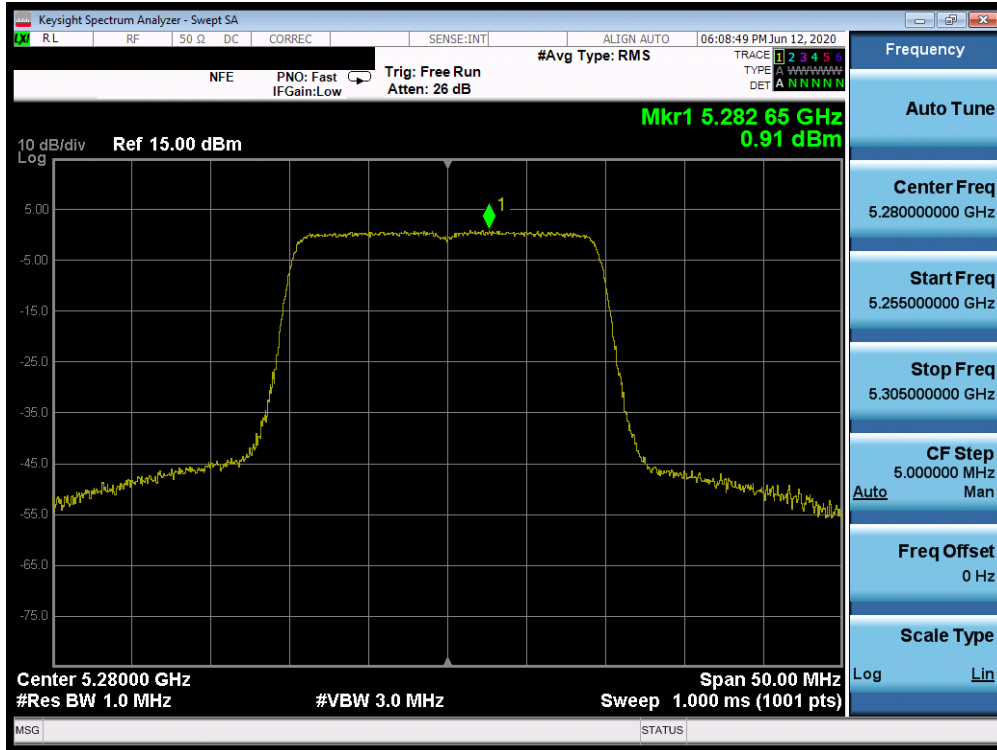 Keysight Spectrum Analyzer - Swept SA
LXI RL RF 50 Ω DC CORREC SENSE:INT ALIGN AUTO 06:08:49 PM Jun 12, 2020
#Avg Type: RMS TRACE 1 2 3 4 5 6
NFE PNO: Fast Trig: Free Run TYPE A WWWWW
IFGain:Low Atten: 26 dB DET A N N N N N
Mkr1 5.282 65 GHz
0.91 dBm
10 dB/div Ref 15.00 dBm
Log
1
5.00
-5.00
-15.0
-25.0
-35.0
-45.0
-55.0
-65.0
-75.0
Center 5.28000 GHz Span 50.00 MHz
#Res BW 1.0 MHz #VBW 3.0 MHz Sweep 1.000 ms (1001 pts)
MSG STATUS
Frequency
Auto Tune
Center Freq
5.280000000 GHz
Start Freq
5.255000000 GHz
Stop Freq
5.305000000 GHz
CF Step
5.000000 MHz
Auto Man
Freq Offset
0 Hz
Scale Type
Log Lin